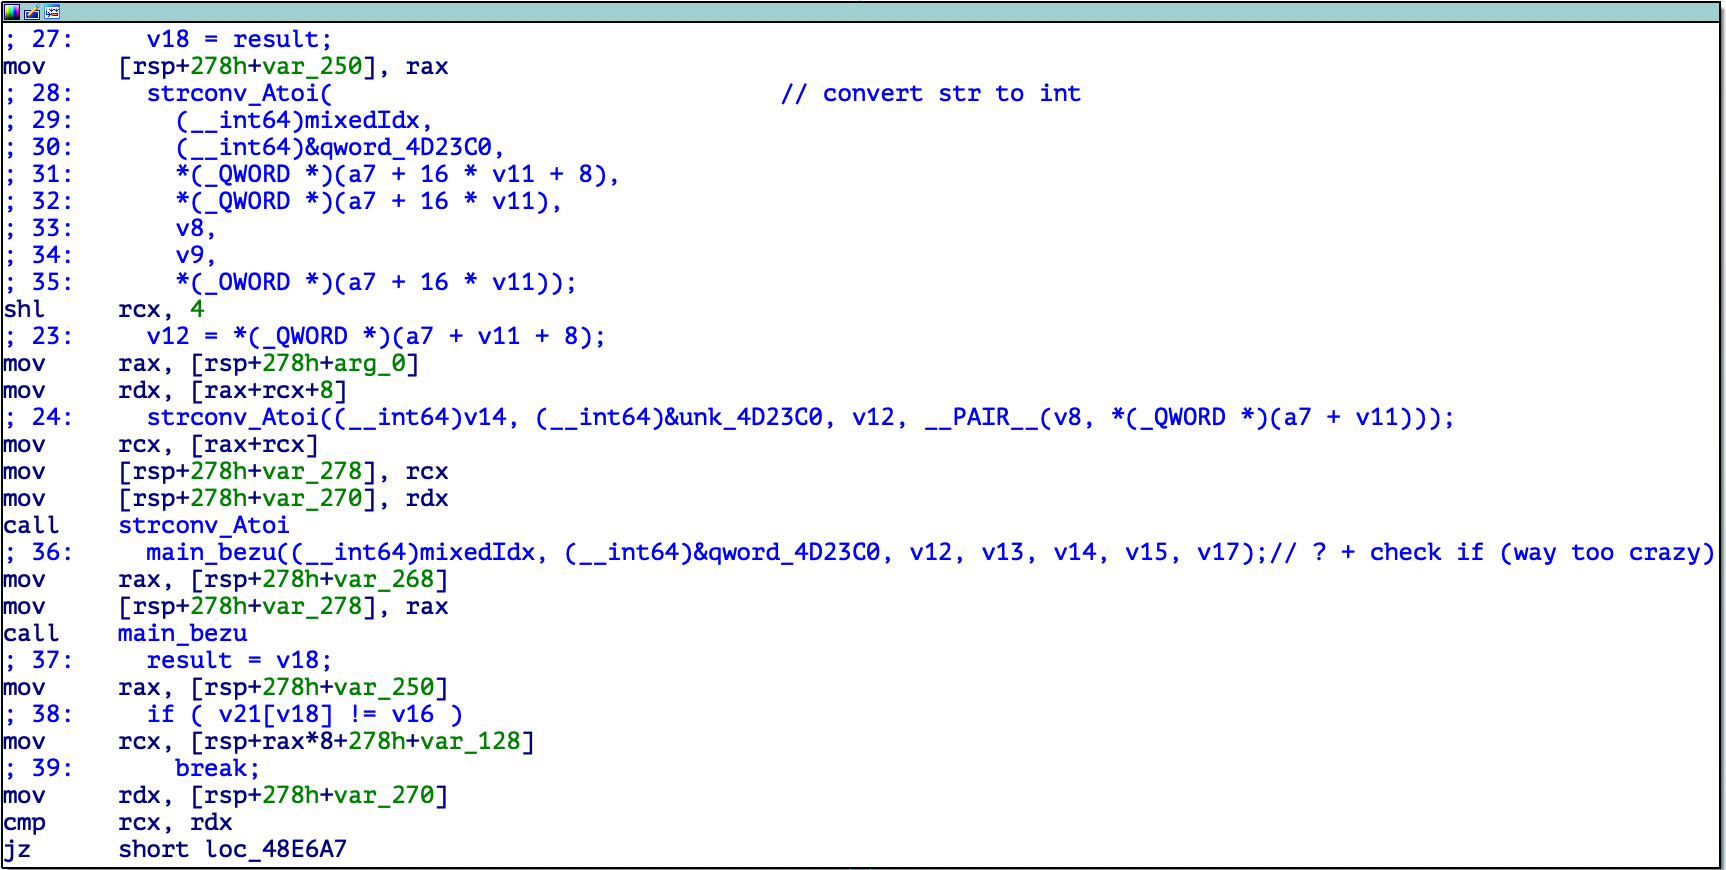 ; 27:     v18 = result;
mov     [rsp+278h+var_250], rax
; 28:     strconv_Atoi(                               // convert str to int
; 29:       (__int64)mixedIdx,
; 30:       (__int64)&qword_4D23C0,
; 31:       *(_QWORD *)(a7 + 16 * v11 + 8),
; 32:       *(_QWORD *)(a7 + 16 * v11),
; 33:       v8,
; 34:       v9,
; 35:       *(_OWORD *)(a7 + 16 * v11));
shl     rcx, 4
; 23:     v12 = *(_QWORD *)(a7 + v11 + 8);
mov     rax, [rsp+278h+arg_0]
mov     rdx, [rax+rcx+8]
; 24:     strconv_Atoi((__int64)v14, (__int64)&unk_4D23C0, v12, __PAIR__(v8, *(_QWORD *)(a7 + v11)));
mov     rcx, [rax+rcx]
mov     [rsp+278h+var_278], rcx
mov     [rsp+278h+var_270], rdx
call    strconv_Atoi
; 36:     main_bezu((__int64)mixedIdx, (__int64)&qword_4D23C0, v12, v13, v14, v15, v17);// ? + check if (way too crazy)
mov     rax, [rsp+278h+var_268]
mov     [rsp+278h+var_278], rax
call    main_bezu
; 37:     result = v18;
mov     rax, [rsp+278h+var_250]
; 38:     if ( v21[v18] != v16 )
mov     rcx, [rsp+rax*8+278h+var_128]
; 39:       break;
mov     rdx, [rsp+278h+var_270]
cmp     rcx, rdx
jz      short loc_48E6A7